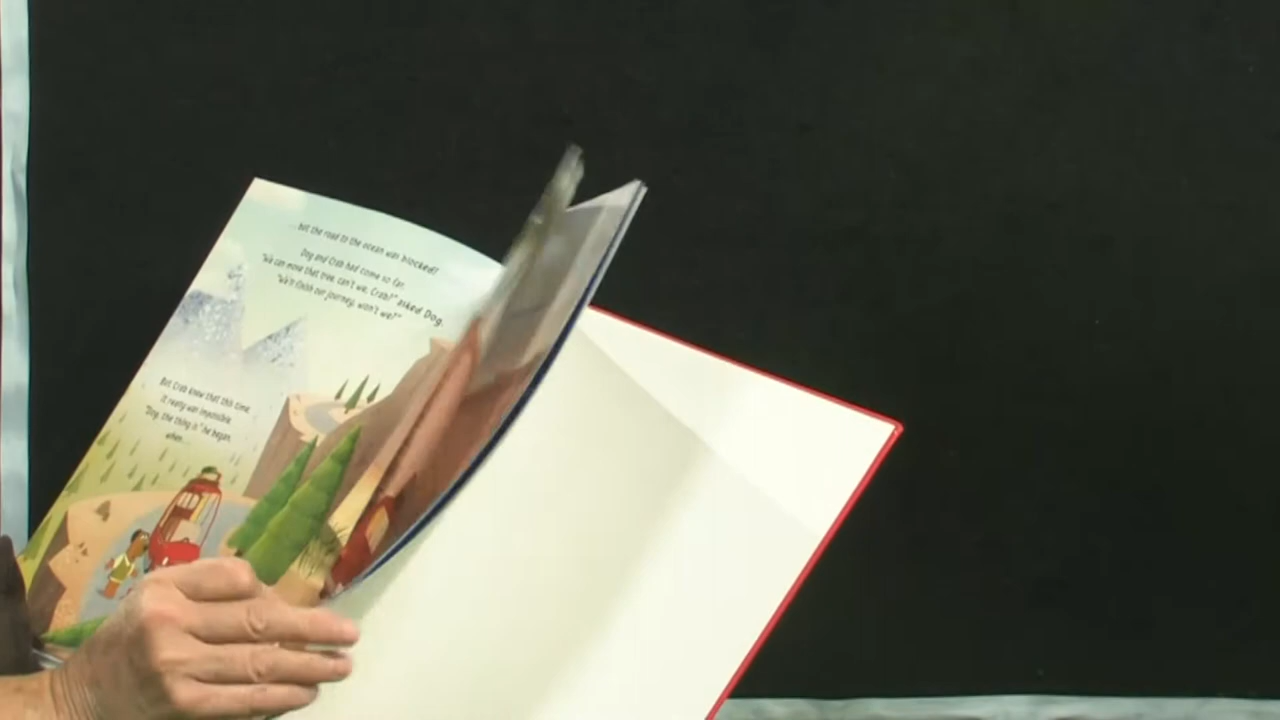 ...but the road to the ocean was blocked!
Dog and Crab had come so far.
"We can move that tree, can't we, Crab?" asked Dog.
"We'll finish our journey, won't we?"
But Crab knew that this time,
it really was impossible.
"Dog, the thing is" he began,
when...